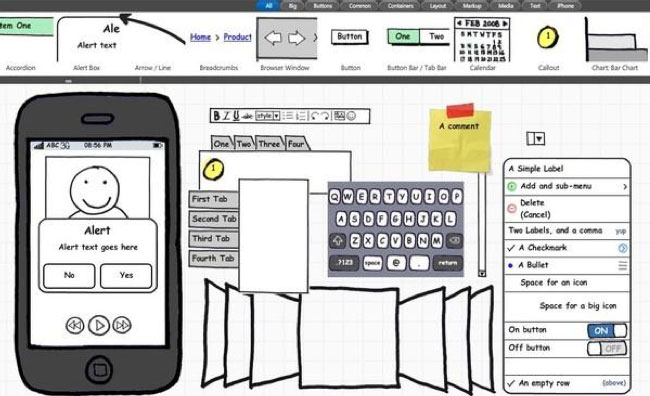 All Big Buttons Common Containers Layout Markup Media Text iPhone
tem One
Ale
Alert text
Home > Product
Button
One Two
FEB 2008
S M T W T F S
1
Accordion Alert Box Arrow / Line Breadcrumbs Browser Window Button Button Bar / Tab Bar Calendar Callout Chart: Bar Chart
ABC 3G 08:56 PM
Alert
Alert text goes here
No Yes
B I U abc style
One Two Three Four
1
First Tab
Second Tab
Third Tab
Fourth Tab
A comment
Q W E R T Y U I O P
A S D F G H J K L
Z X C V B N M
.?123 space @ . return
A Simple Label
Add and sub-menu
Delete
(Cancel)
Two Labels, and a comma yup
A Checkmark
A Bullet
Space for an icon
Space for a big icon
On button ON
Off button OFF
An empty row (above)